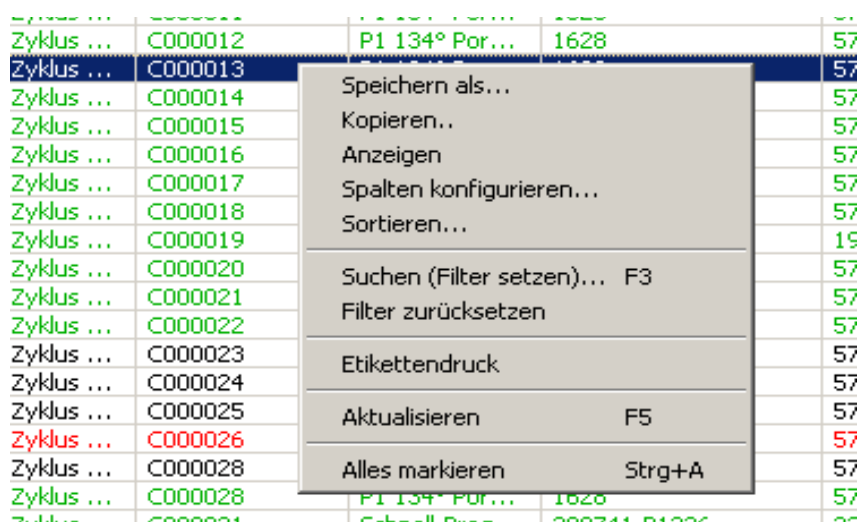 Zyklus ... C000012 P1 134° Por... 1628 57
Zyklus ... C000013 57
Zyklus ... C000014 57
Zyklus ... C000015 57
Zyklus ... C000016 57
Zyklus ... C000017 57
Zyklus ... C000018 57
Zyklus ... C000019 19
Zyklus ... C000020 57
Zyklus ... C000021 57
Zyklus ... C000022 57
Zyklus ... C000023 57
Zyklus ... C000024 57
Zyklus ... C000025 57
Zyklus ... C000026 57
Zyklus ... C000028 57
Zyklus ... C000028 P1 134° Por... 1628 57
Speichern als...
Kopieren..
Anzeigen
Spalten konfigurieren...
Sortieren...
Suchen (Filter setzen)... F3
Filter zurücksetzen
Etikettendruck
Aktualisieren F5
Alles markieren Strg+A